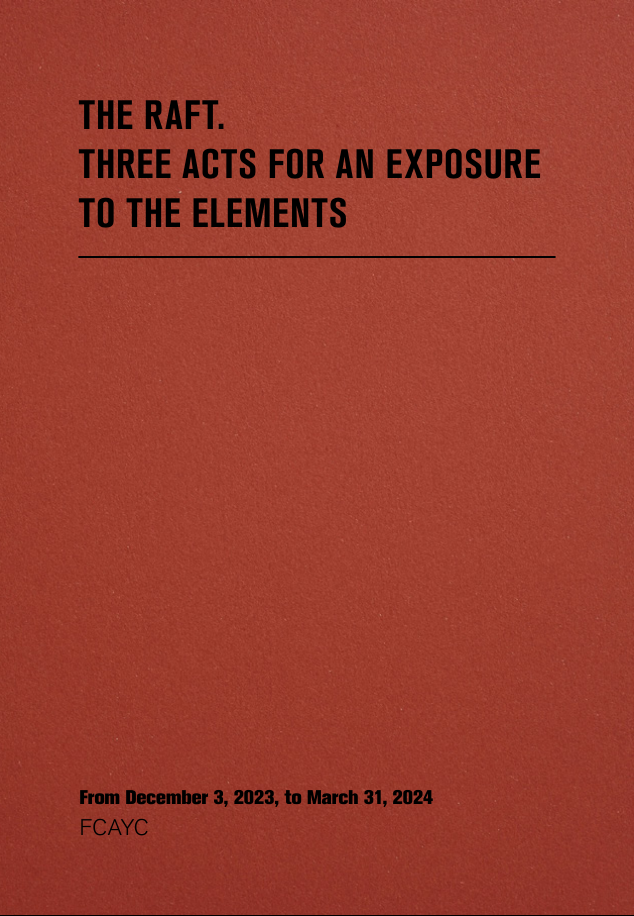 THE RAFT.
THREE ACTS FOR AN EXPOSURE
TO THE ELEMENTS
From December 3, 2023, to March 31, 2024
FCAYC